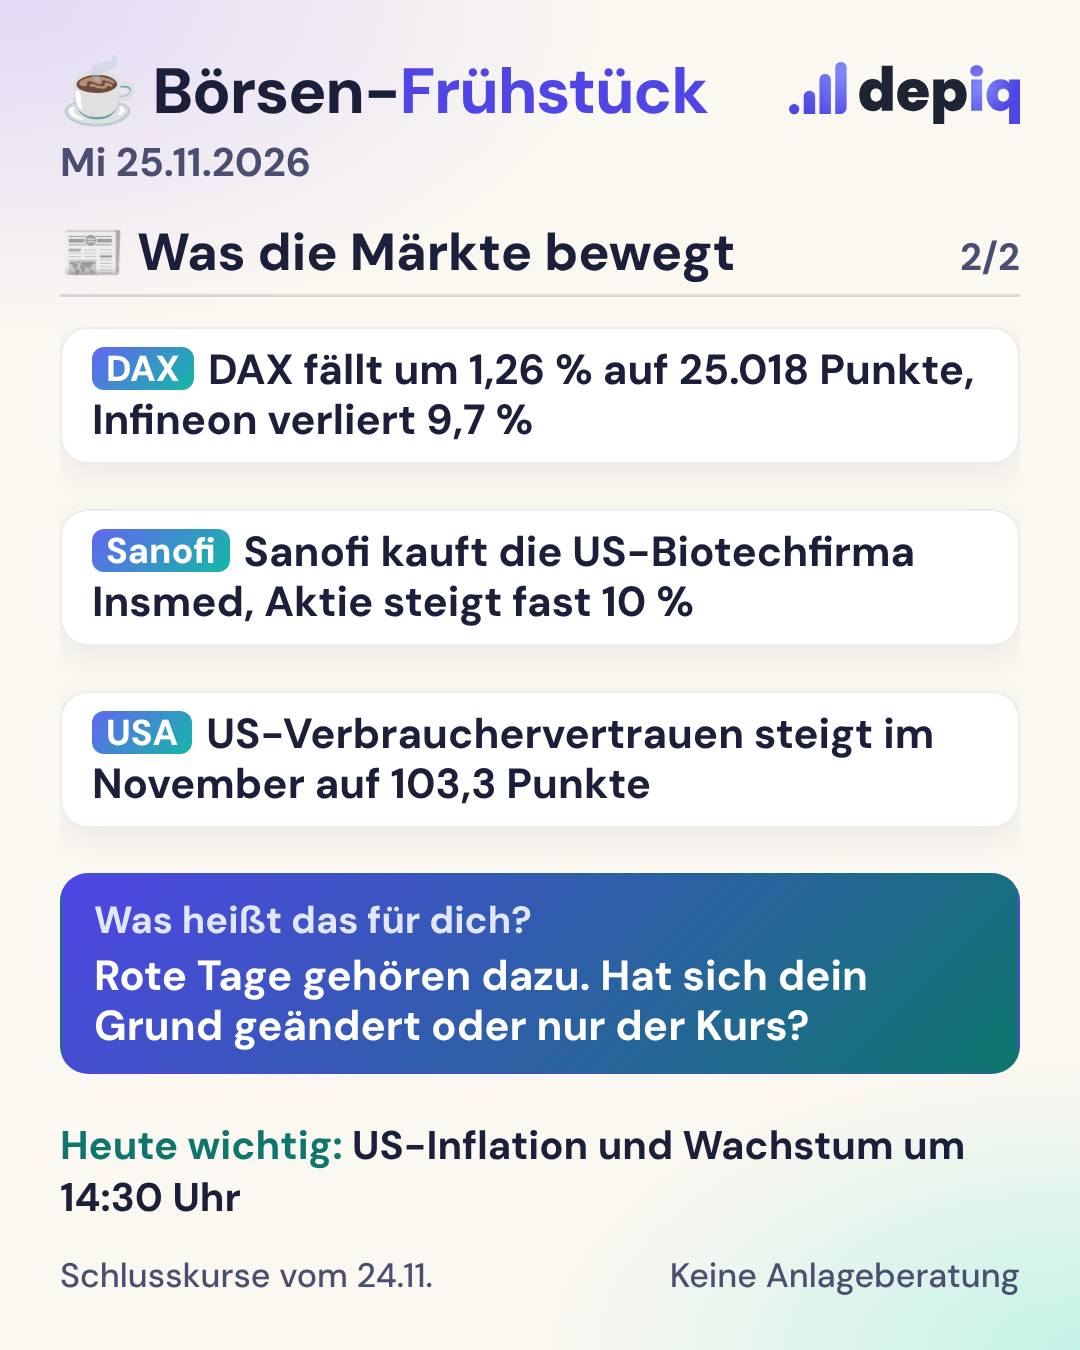 Börsen-Frühstück
depiq
Mi 25.11.2026
Was die Märkte bewegt
2/2
DAX DAX fällt um 1,26 % auf 25.018 Punkte,
Infineon verliert 9,7 %
Sanofi Sanofi kauft die US-Biotechfirma
Insmed, Aktie steigt fast 10 %
USA US-Verbrauchervertrauen steigt im
November auf 103,3 Punkte
Was heißt das für dich?
Rote Tage gehören dazu. Hat sich dein
Grund geändert oder nur der Kurs?
Heute wichtig: US-Inflation und Wachstum um
14:30 Uhr
Schlusskurse vom 24.11.
Keine Anlageberatung